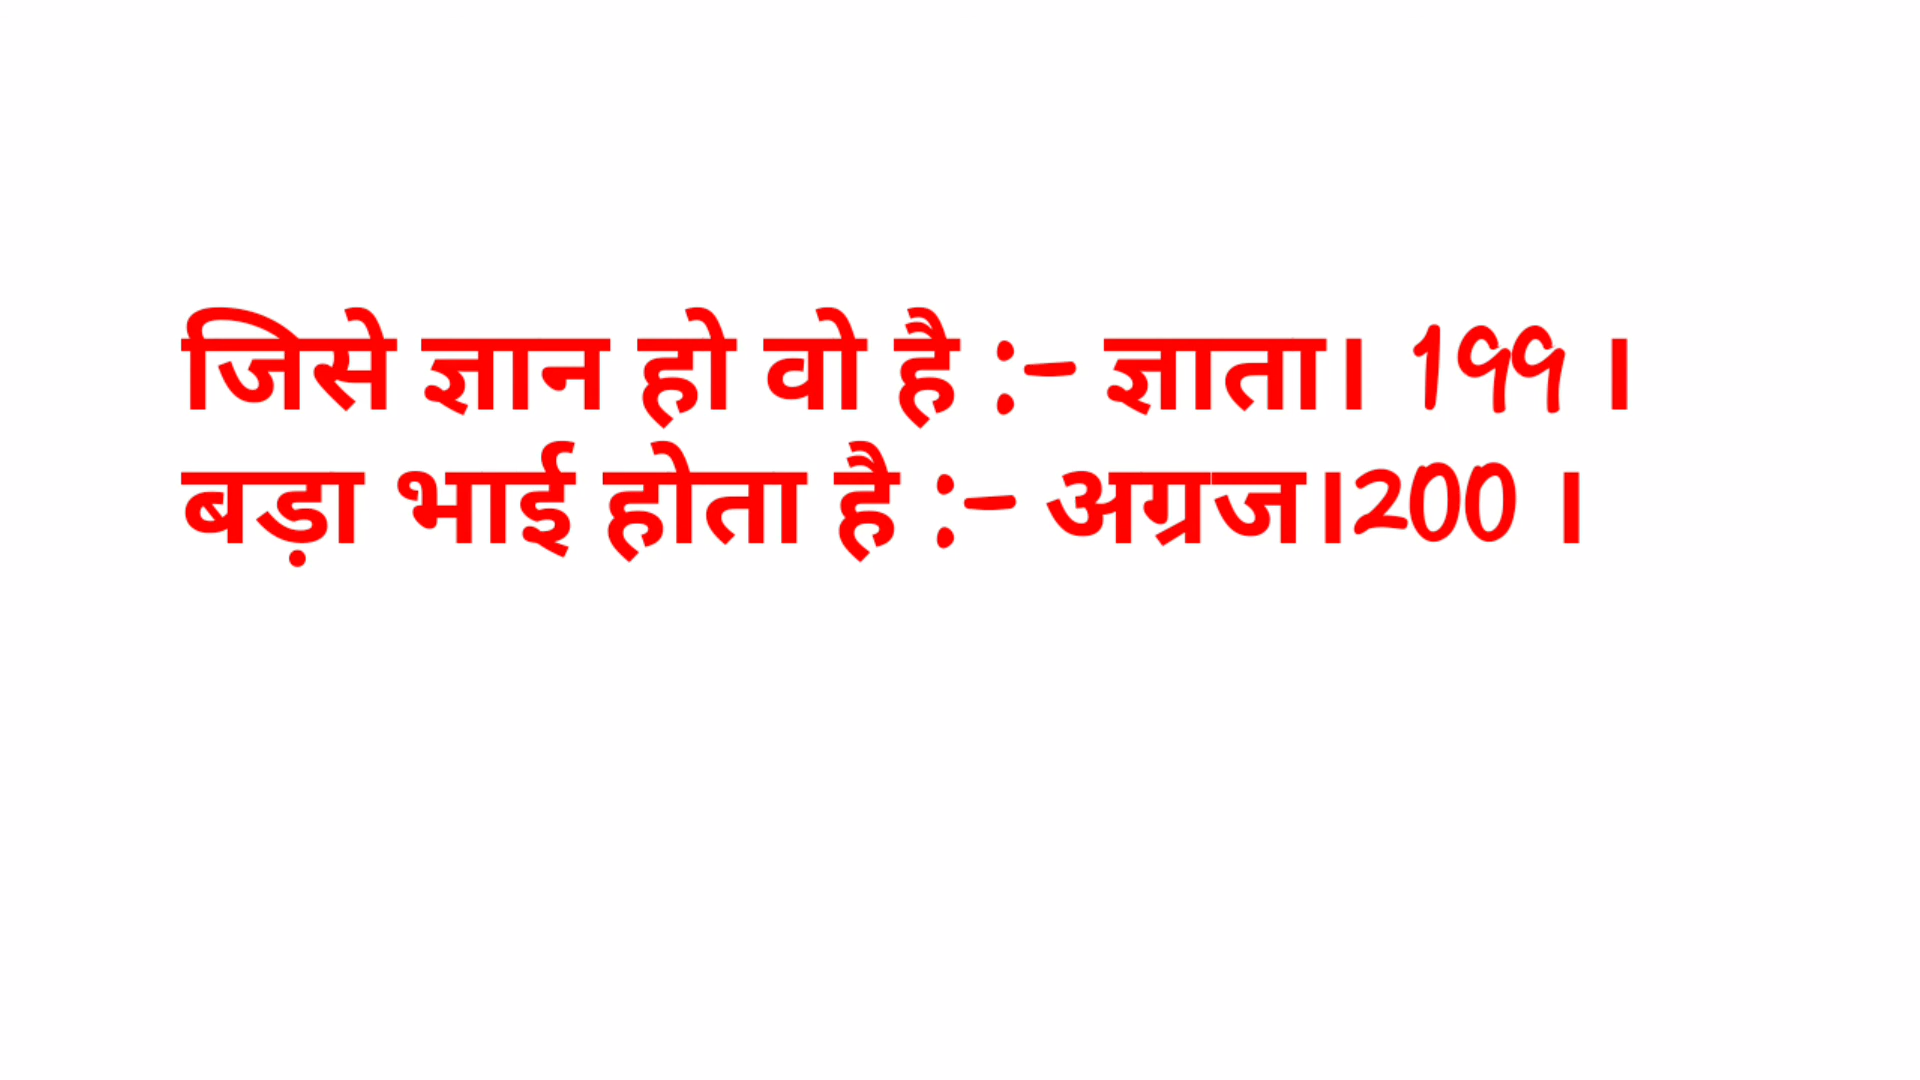 जिसे ज्ञान हो वो है :- ज्ञाता। 199 ।
बड़ा भाई होता है :- अग्रज।200 ।